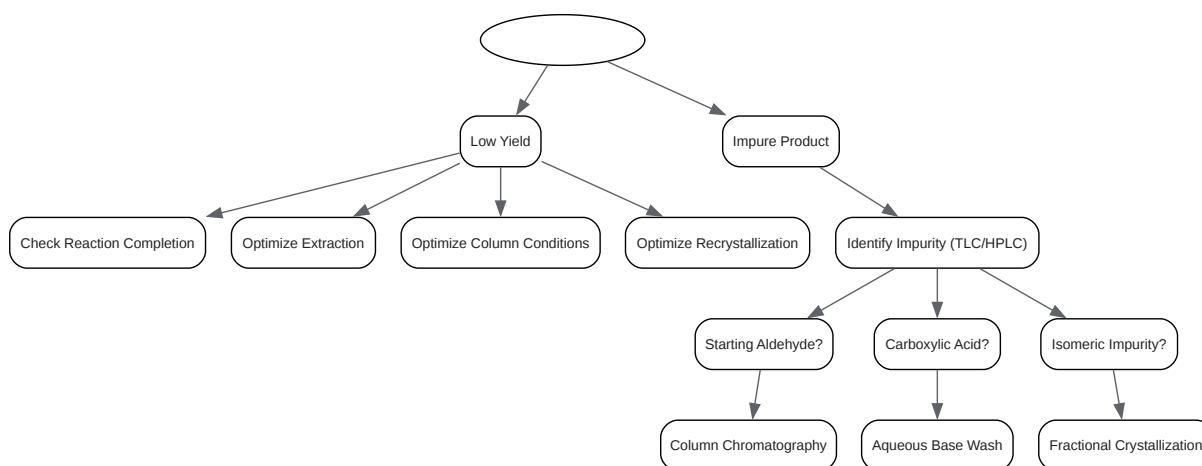 Low Yield
Impure Product
Check Reaction Completion
Optimize Extraction
Optimize Column Conditions
Optimize Recrystallization
Identify Impurity (TLC/HPLC)
Starting Aldehyde?
Carboxylic Acid?
Isomeric Impurity?
Column Chromatography
Aqueous Base Wash
Fractional Crystallization